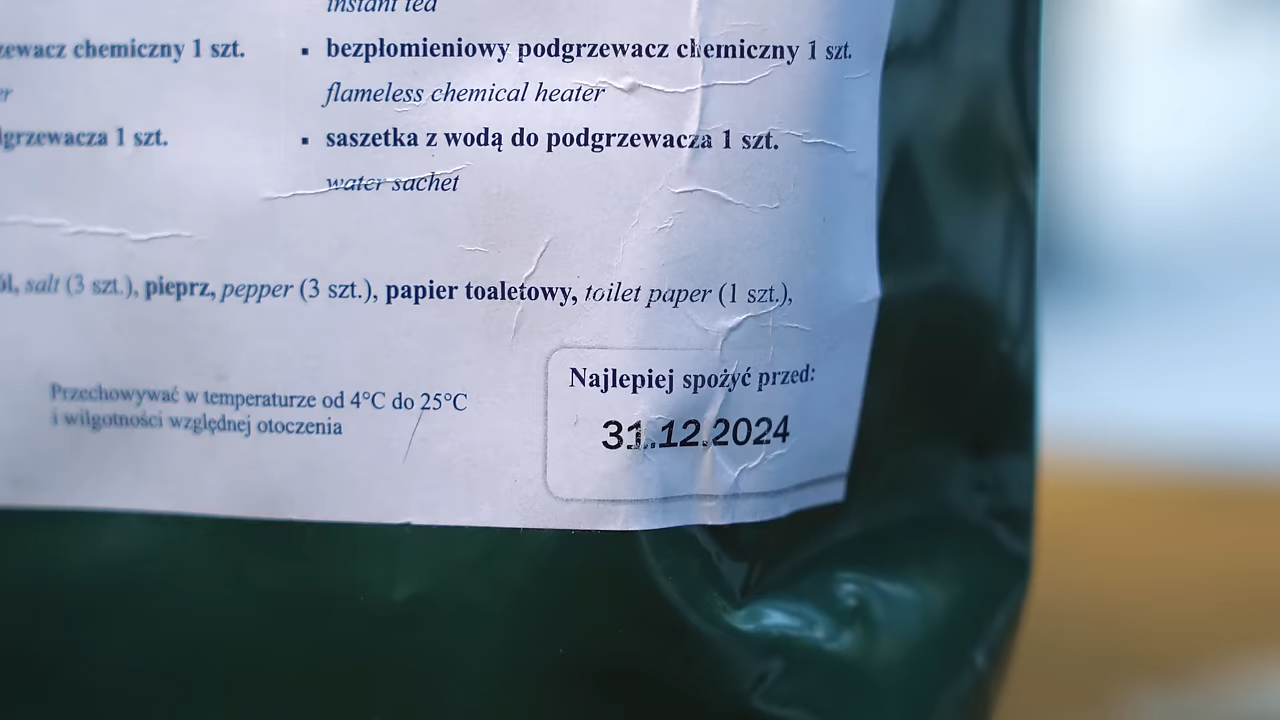 instant tea
zewacz chemiczny 1 szt.
▪ bezpłomieniowy podgrzewacz chemiczny 1 szt.
er
flameless chemical heater
dgrzewacza 1 szt.
▪ saszetka z wodą do podgrzewacza 1 szt.
water sachet
salt (3 szt.), pieprz, pepper (3 szt.), papier toaletowy, toilet paper (1 szt.),
Przechowywać w temperaturze od 4°C do 25°C
i wilgotności względnej otoczenia
Najlepiej spożyć przed:
31.12.2024